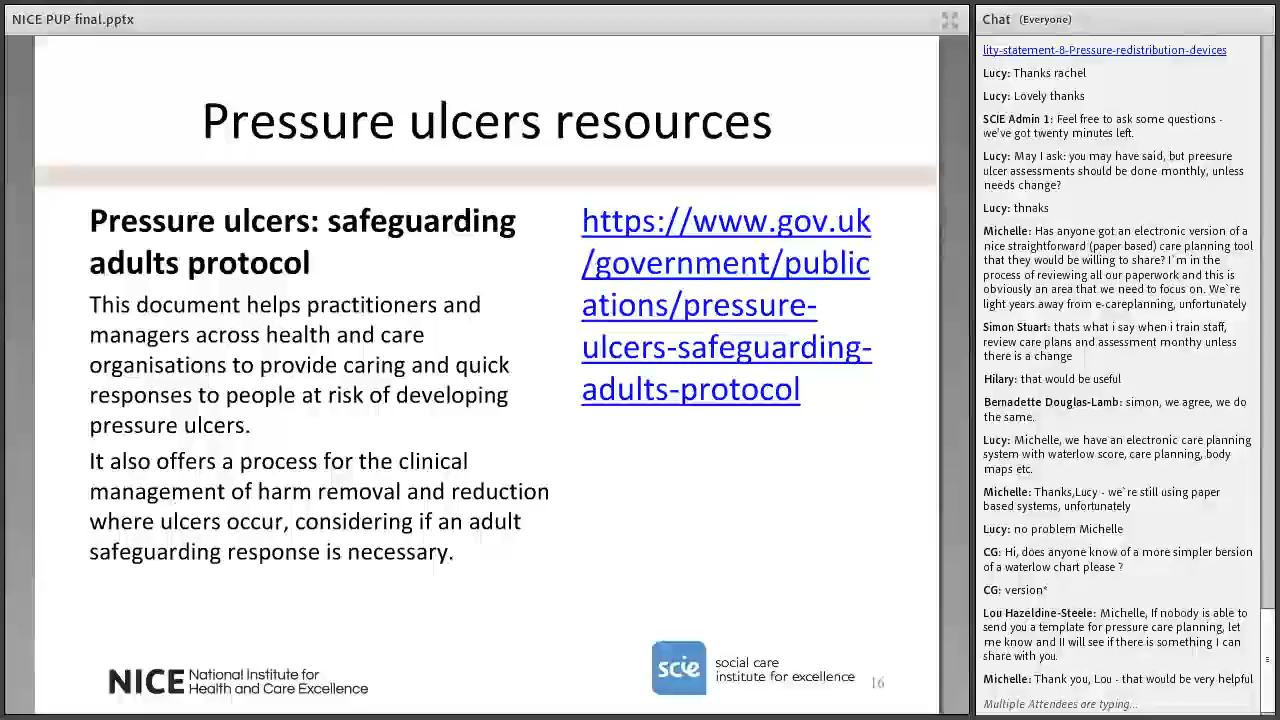 NICE PUP final.pptx
Pressure ulcers resources
Pressure ulcers: safeguarding
adults protocol
This document helps practitioners and
managers across health and care
organisations to provide caring and quick
responses to people at risk of developing
pressure ulcers.
It also offers a process for the clinical
management of harm removal and reduction
where ulcers occur, considering if an adult
safeguarding response is necessary.
https://www.gov.uk
/government/public
ations/pressure-
ulcers-safeguarding-
adults-protocol
NICE National Institute for
Health and Care Excellence
scie social care
institute for excellence
16
Chat (Everyone)
lity-statement-8-Pressure-redistribution-devices
Lucy: Thanks rachel
Lucy: Lovely thanks
SCIE Admin 1: Feel free to ask some questions -
we've got twenty minutes left.
Lucy: May I ask: you may have said, but preesure
ulcer assessments should be done monthly, unless
needs change?
Lucy: thnaks
Michelle: Has anyone got an electronic version of a
nice straightforward (paper based) care planning tool
that they would be willing to share? I`m in the
process of reviewing all our paperwork and this is
obviously an area that we need to focus on. We`re
light years away from e-careplanning, unfortunately
Simon Stuart: thats what i say when i train staff,
review care plans and assessment monthy unless
there is a change
Hilary: that would be useful
Bernadette Douglas-Lamb: simon, we agree, we do
the same.
Lucy: Michelle, we have an electronic care planning
system with waterlow score, care planning, body
maps etc.
Michelle: Thanks,Lucy - we`re still using paper
based systems, unfortunately
Lucy: no problem Michelle
CG: Hi, does anyone know of a more simpler bersion
of a waterlow chart please ?
CG: version*
Lou Hazeldine-Steele: Michelle, If nobody is able to
send you a template for pressure care planning, let
me know and II will see if there is something I can
share with you.
Michelle: Thank you, Lou - that would be very helpful
Multiple Attendees are typing...